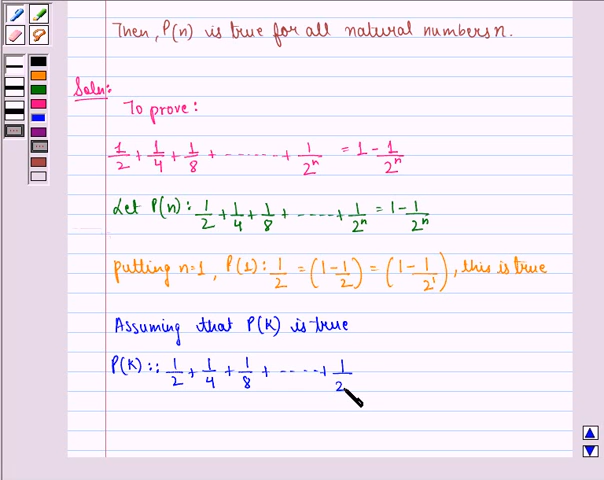 Then, P(n) is true for all natural numbers n.
Soln:
To prove:
1/2 + 1/4 + 1/8 + ........ + 1/2^n = 1 - 1/2^n
Let P(n): 1/2 + 1/4 + 1/8 + ...... + 1/2^n = 1 - 1/2^n
putting n=1, P(1): 1/2 = (1 - 1/2) = (1 - 1/2^1), this is true
Assuming that P(K) is true
P(K):: 1/2 + 1/4 + 1/8 + ...... + 1/2